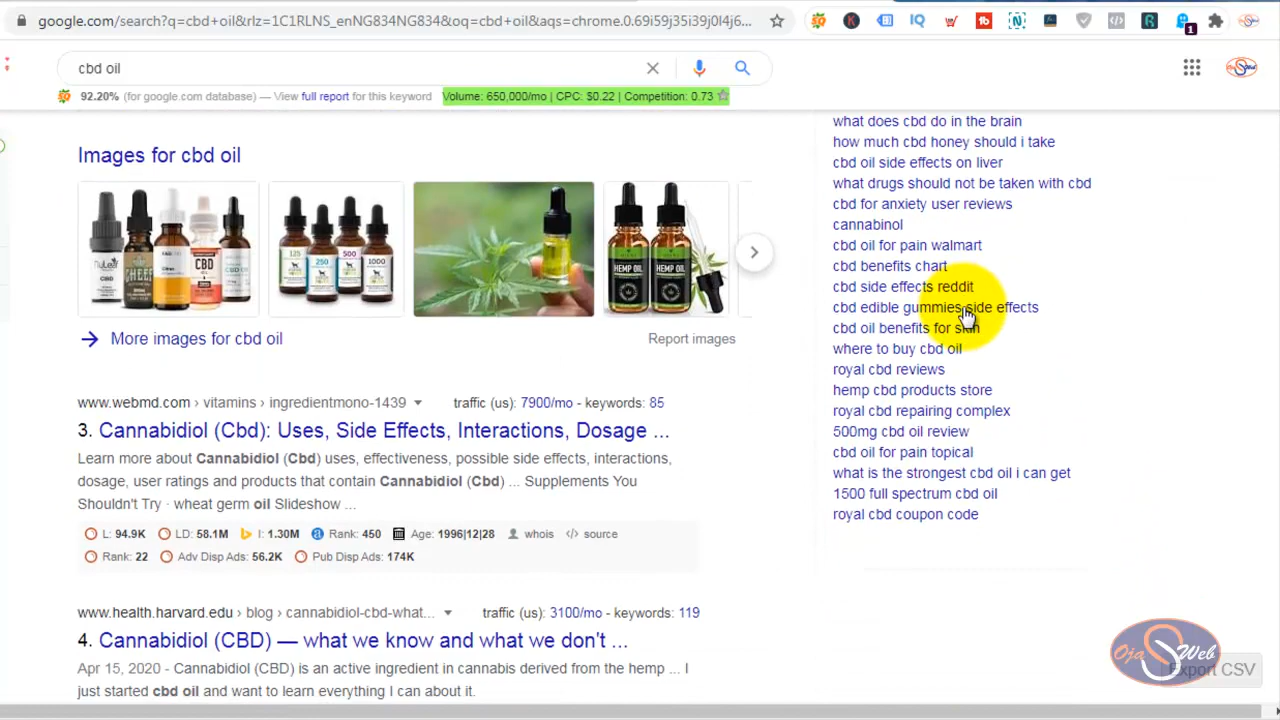 google.com/search?q=cbd+oil&rlz=1C1RLNS_enNG834NG834&oq=cbd+oil&aqs=chrome.0.69i59j35i39j0l4j6...
1
cbd oil
92.20% (for google.com database) — View full report for this keyword
Volume: 650,000/mo | CPC: $0.22 | Competition: 0.73
Images for cbd oil
CBD
OIL
125
250
500
1000
HEMP OIL
HEMP OIL
More images for cbd oil
Report images
www.webmd.com › vitamins › ingredientmono-1439
traffic (us): 7900/mo - keywords: 85
3. Cannabidiol (Cbd): Uses, Side Effects, Interactions, Dosage ...
Learn more about Cannabidiol (Cbd) uses, effectiveness, possible side effects, interactions,
dosage, user ratings and products that contain Cannabidiol (Cbd) ... Supplements You
Shouldn't Try · wheat germ oil Slideshow ...
L: 94.9K LD: 58.1M I: 1.30M Rank: 450 Age: 1996|12|28 whois source
Rank: 22 Adv Disp Ads: 56.2K Pub Disp Ads: 174K
www.health.harvard.edu › blog › cannabidiol-cbd-what...
traffic (us): 3100/mo - keywords: 119
4. Cannabidiol (CBD) — what we know and what we don't ...
Apr 15, 2020 - Cannabidiol (CBD) is an active ingredient in cannabis derived from the hemp ... I
just started cbd oil and want to learn everything I can about it.
what does cbd do in the brain
how much cbd honey should i take
cbd oil side effects on liver
what drugs should not be taken with cbd
cbd for anxiety user reviews
cannabinol
cbd oil for pain walmart
cbd benefits chart
cbd side effects reddit
cbd edible gummies side effects
cbd oil benefits for skin
where to buy cbd oil
royal cbd reviews
hemp cbd products store
royal cbd repairing complex
500mg cbd oil review
cbd oil for pain topical
what is the strongest cbd oil i can get
1500 full spectrum cbd oil
royal cbd coupon code
Oja Web
Export CSV